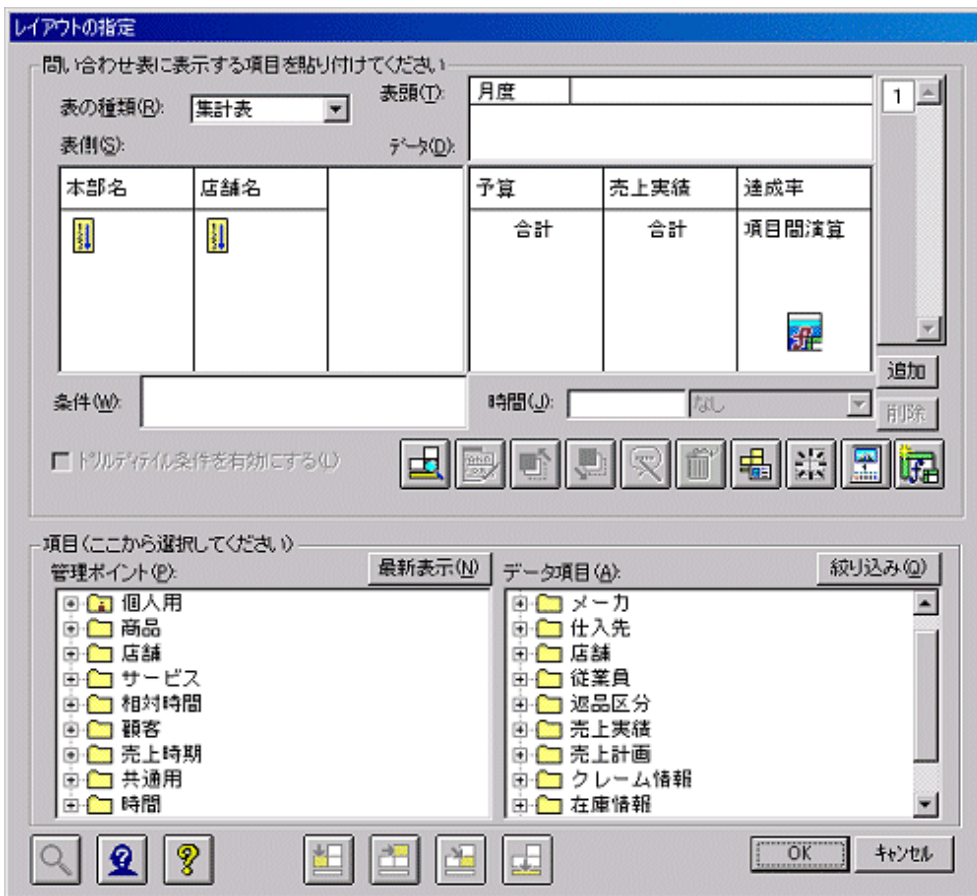 レイアウトの指定
問い合わせ表に表示する項目を貼り付けてください
表の種類(R): 集計表 表頭(T): 月度 1
表側(S): データ(D):
本部名 店舗名 予算 売上実績 達成率
合計 合計 項目間演算
追加
条件(W): 時間(J): なし
削除
ドリルディテイル条件を有効にする(L)
項目(ここから選択してください)
管理ポイント(P): 最新表示(N) データ項目(A): 絞り込み(Q)
個人用
商品
店舗
サービス
相対時間
顧客
売上時期
共通用
時間
メーカ
仕入先
店舗
従業員
返品区分
売上実績
売上計画
クレーム情報
在庫情報
OK キャンセル